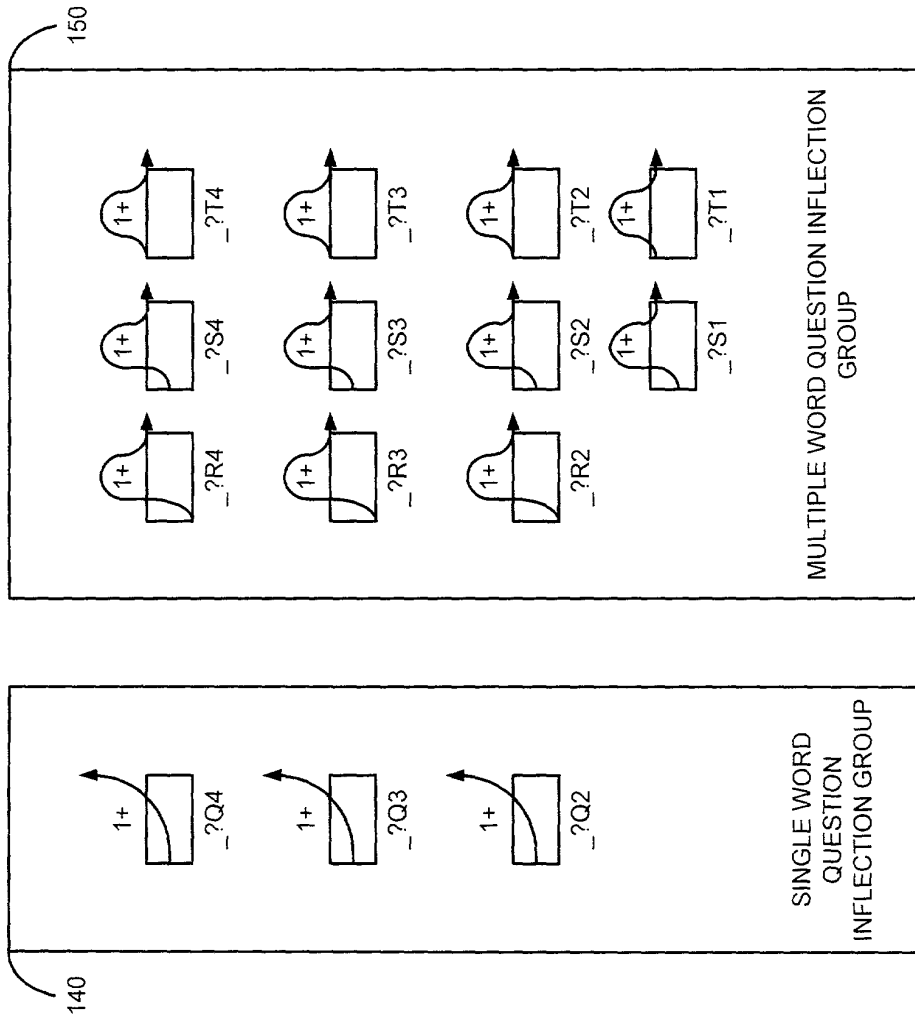 140
1+
_?Q4
1+
_?Q3
1+
_?Q2
SINGLE WORD
QUESTION
INFLECTION GROUP
150
1+ 1+ 1+
_?R4 _?S4 _?T4
1+ 1+ 1+
_?R3 _?S3 _?T3
1+ 1+ 1+
_?R2 _?S2 _?T2
1+ 1+
_?S1 _?T1
MULTIPLE WORD QUESTION INFLECTION
GROUP